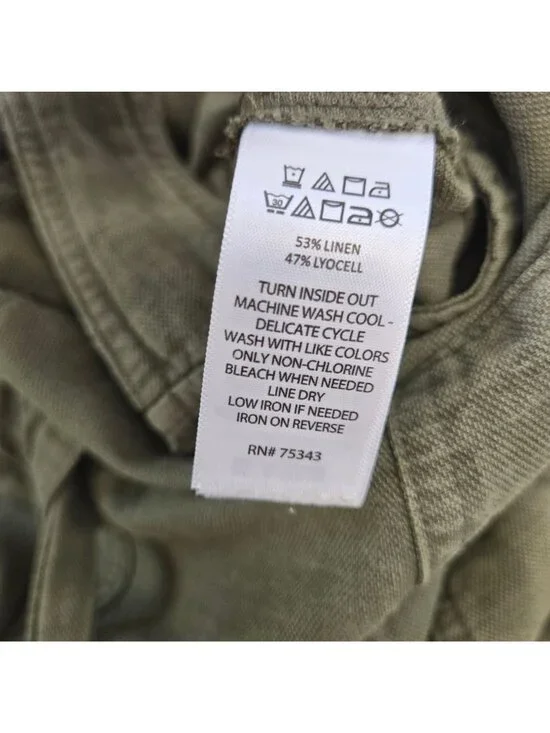 30
53% LINEN
47% LYOCELL
TURN INSIDE OUT
MACHINE WASH COOL -
DELICATE CYCLE
WASH WITH LIKE COLORS
ONLY NON-CHLORINE
BLEACH WHEN NEEDED
LINE DRY
LOW IRON IF NEEDED
IRON ON REVERSE
RN# 75343